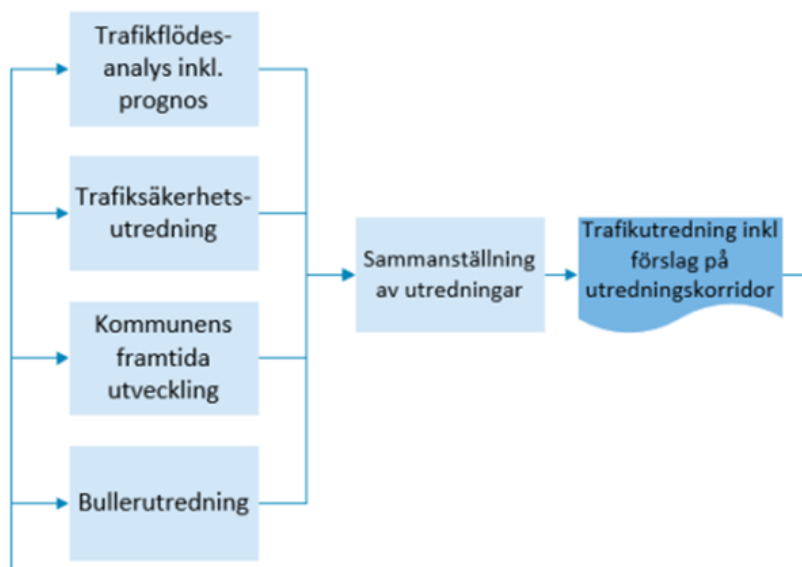 Trafikflödes-
analys inkl.
prognos
Trafiksäkerhets-
utredning
Kommunens
framtida
utveckling
Bullerutredning
Sammanställning
av utredningar
Trafikutredning inkl
förslag på
utredningskorridor